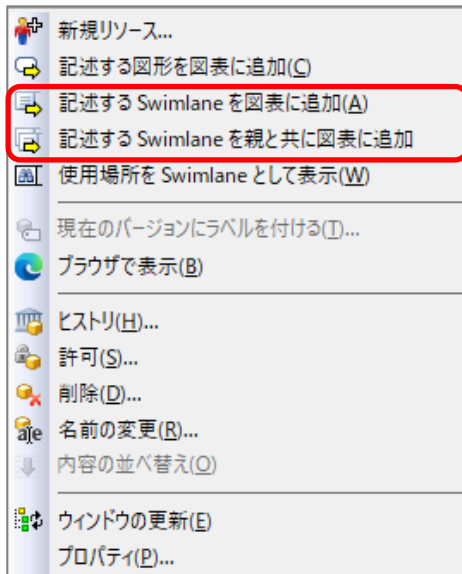 新規リソース...
記述する図形を図表に追加(C)
記述する Swimlane を図表に追加(A)
記述する Swimlane を親と共に図表に追加
使用場所を Swimlane として表示(W)
現在のバージョンにラベルを付ける(T)...
ブラウザで表示(B)
ヒストリ(H)...
許可(S)...
削除(D)...
名前の変更(R)...
内容の並べ替え(O)
ウィンドウの更新(E)
プロパティ(P)...